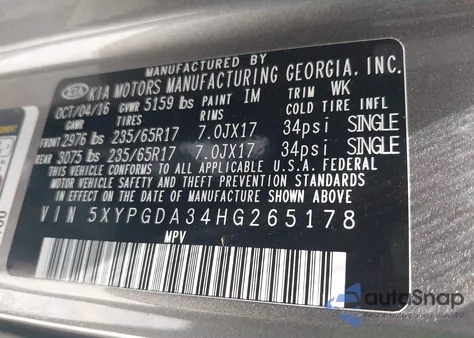 MANUFACTURED BY
KIA KIA MOTORS MANUFACTURING GEORGIA, INC.
OCT/04/16 GVWR 5159 lbs PAINT IM TRIM WK
GAWR TIRES RIMS COLD TIRE INFL
FRONT 2976 lbs 235/65R17 7.0JX17 34psi SINGLE
REAR 3075 lbs 235/65R17 7.0JX17 34psi SINGLE
THIS VEHICLE CONFORMS TO ALL APPLICABLE U.S.A. FEDERAL
MOTOR VEHICLE SAFETY STANDARDS IN EFFECT ON
THE DATE OF MANUFACTURE SHOWN ABOVE.
VIN 5XYPGDA34HG265178
MPV
autoSnap